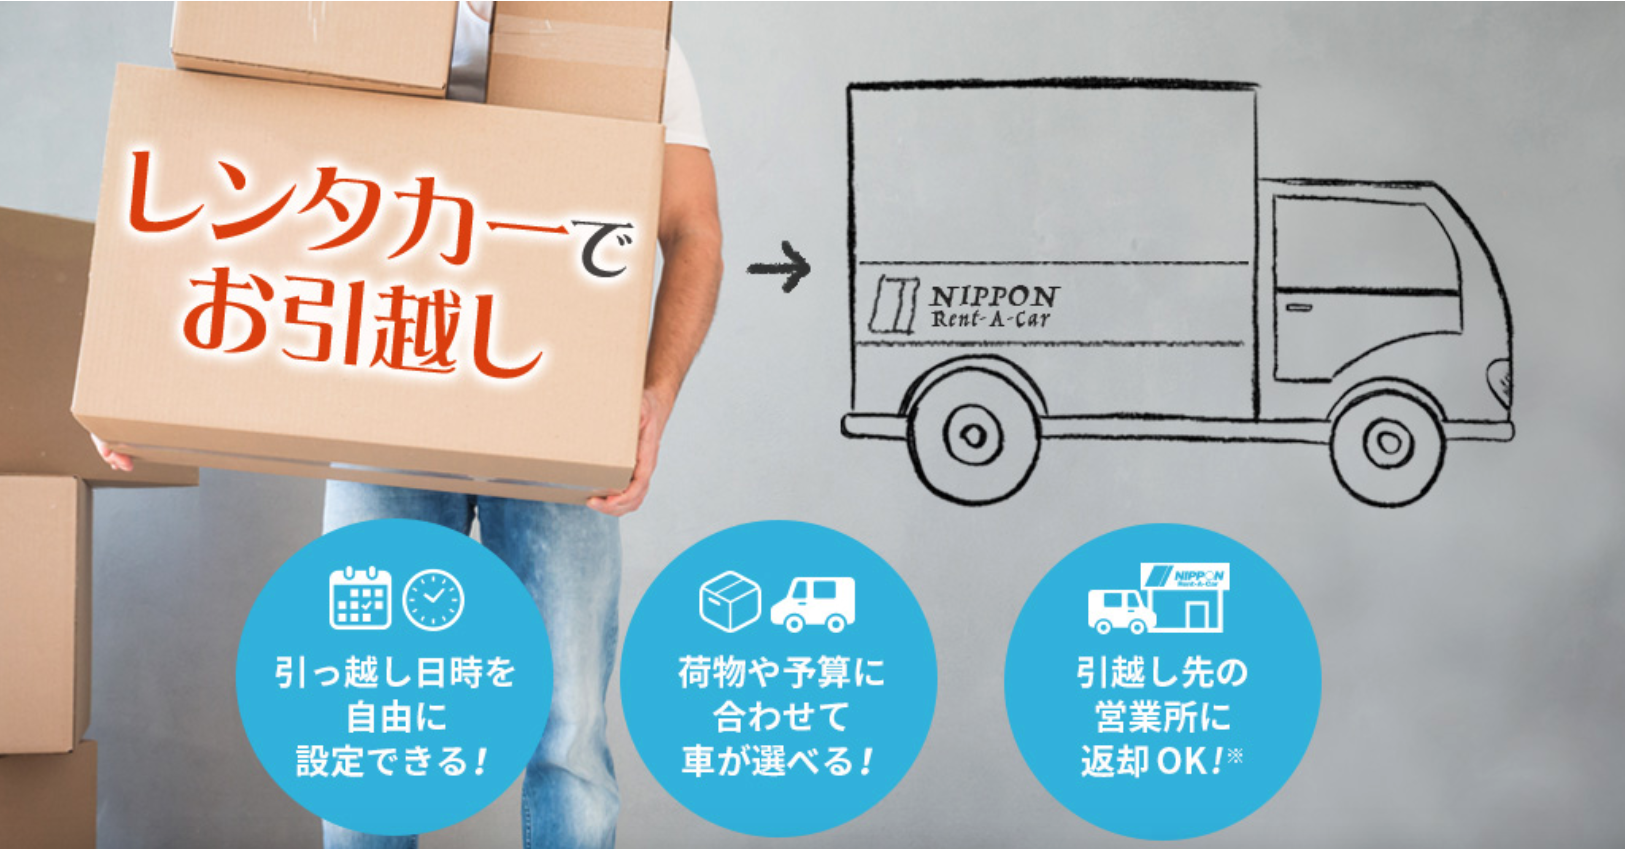 レンタカーで
お引越し
NIPPON
Rent-A-Car
引っ越し日時を
自由に
設定できる!
荷物や予算に
合わせて
車が選べる!
NIPPON
Rent-A-Car
引越し先の
営業所に
返却OK!※